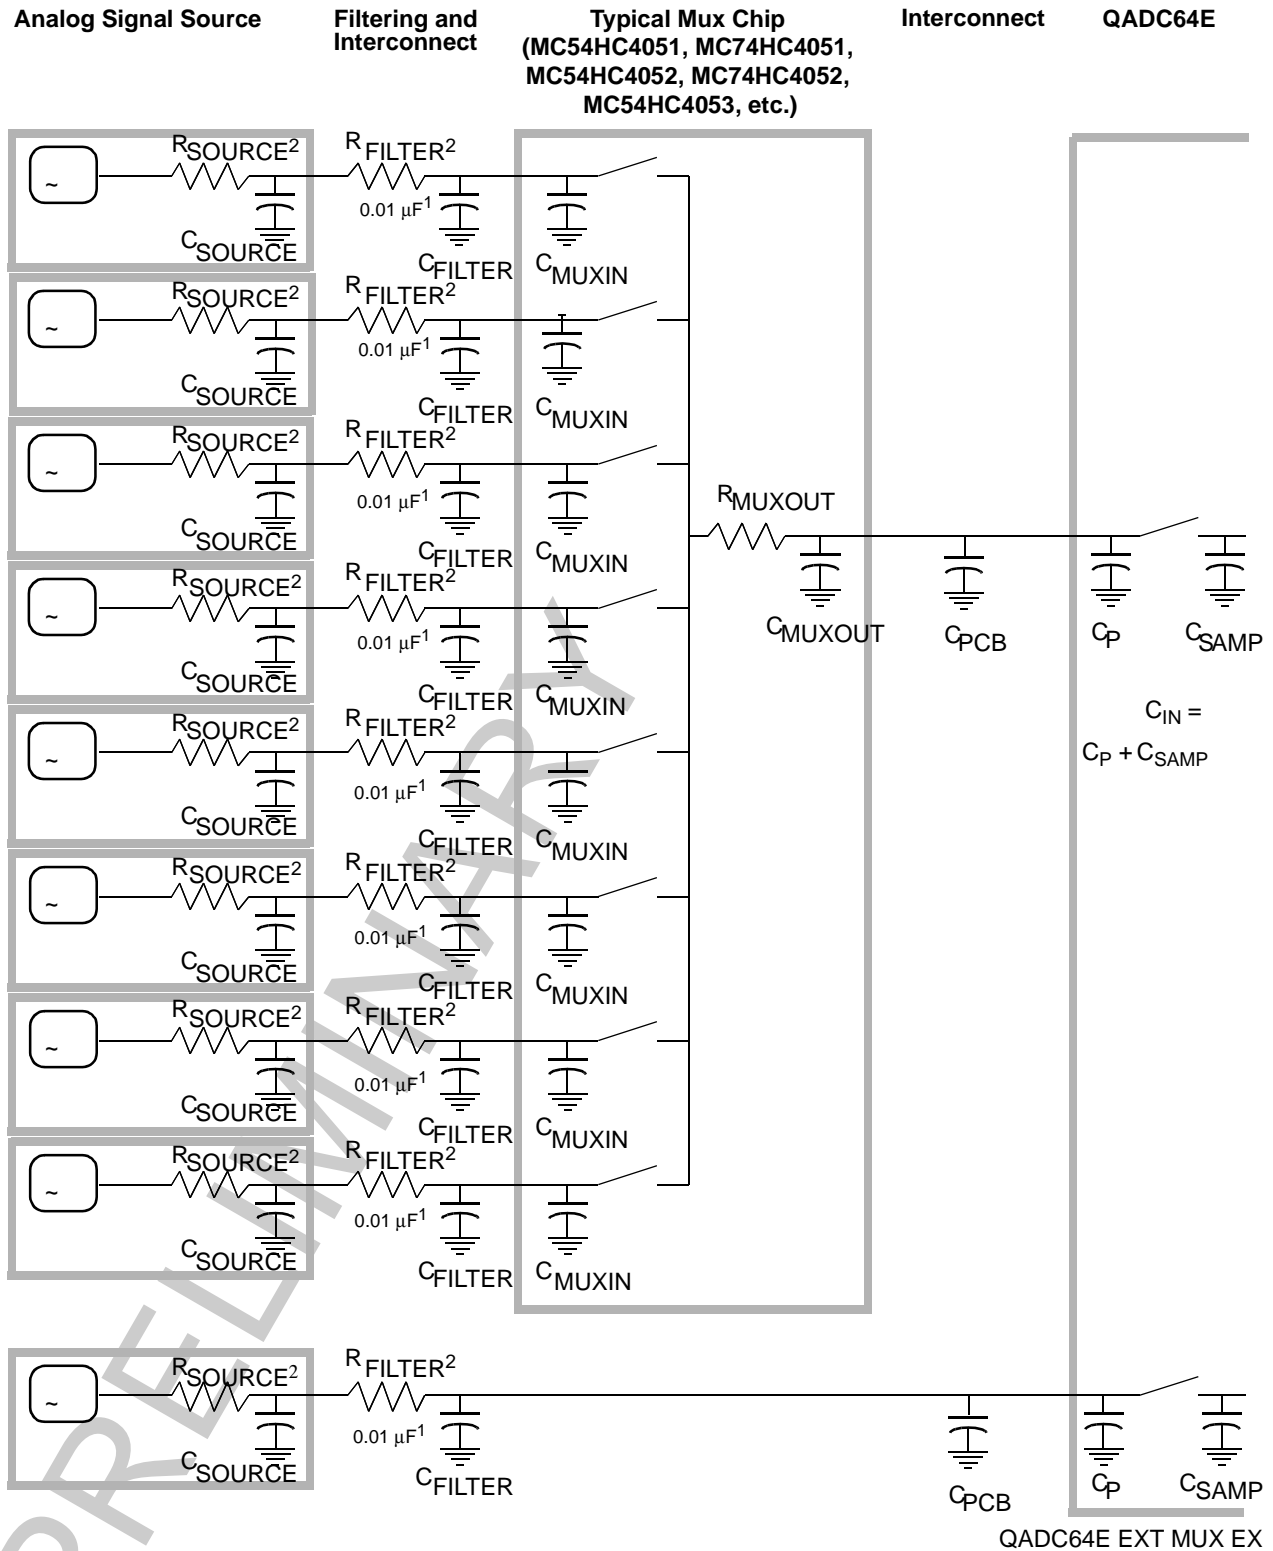 Analog Signal Source
Filtering and
Interconnect
Typical Mux Chip
(MC54HC4051, MC74HC4051,
MC54HC4052, MC74HC4052,
MC54HC4053, etc.)
Interconnect
QADC64E
~
RSOURCE2
CSOURCE
RFILTER2
0.01 µF1
CFILTER
CMUXIN
~
RSOURCE2
CSOURCE
RFILTER2
0.01 µF1
CFILTER
CMUXIN
~
RSOURCE2
CSOURCE
RFILTER2
0.01 µF1
CFILTER
CMUXIN
RMUXOUT
CMUXOUT
CPCB
CP
CSAMP
CIN =
CP + CSAMP
~
RSOURCE2
CSOURCE
RFILTER2
0.01 µF1
CFILTER
CMUXIN
~
RSOURCE2
CSOURCE
RFILTER2
0.01 µF1
CFILTER
CMUXIN
~
RSOURCE2
CSOURCE
RFILTER2
0.01 µF1
CFILTER
CMUXIN
~
RSOURCE2
CSOURCE
RFILTER2
0.01 µF1
CFILTER
CMUXIN
~
RSOURCE2
CSOURCE
RFILTER2
0.01 µF1
CFILTER
CMUXIN
~
RSOURCE2
CSOURCE
RFILTER2
0.01 µF1
CFILTER
CPCB
CP
CSAMP
QADC64E EXT MUX EX
PRELIMINARY